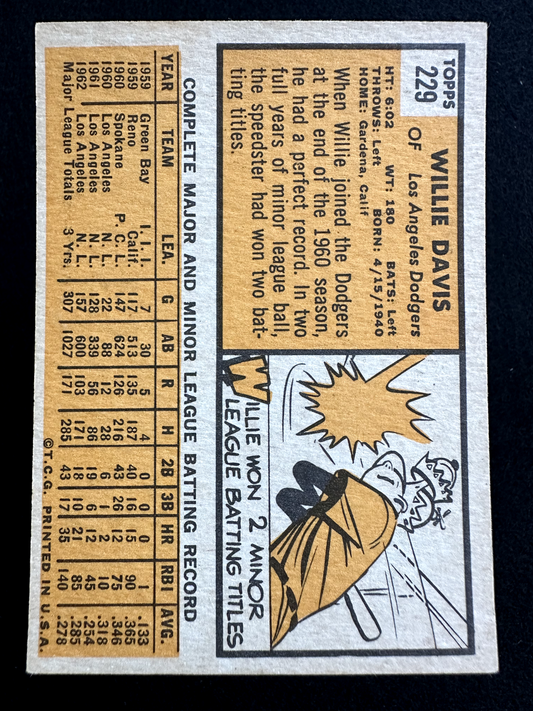 TOPPS
229
WILLIE DAVIS
OF Los Angeles Dodgers
HT: 6:02 WT: 180 BATS: Left
THROWS: Left BORN: 4/15/1940
HOME: Gardena, Calif
When Willie joined the Dodgers
at the end of the 1960 season,
he had a perfect record. In two
full years of minor league ball,
the speedster had won two bat-
ting titles.
WILLIE WON 2 MINOR
LEAGUE BATTING TITLES
COMPLETE MAJOR AND MINOR LEAGUE BATTING RECORD
YEAR TEAM LEA. G AB R H 2B 3B HR RBI AVG.
1959 Green Bay I. I. I. 7 30 5 4 0 0 0 1 .133
1959 Reno Calif. 117 513 135 187 40 16 15 90 .365
1960 Spokane P. C. L. 147 624 126 216 43 26 12 75 .346
1960 Los Angeles N. L. 22 88 12 28 6 1 2 10 .318
1961 Los Angeles N. L. 128 339 56 86 19 6 12 45 .254
1962 Los Angeles N. L. 157 600 103 171 18 10 21 85 .285
Major League Totals 3 Yrs. 307 1027 171 285 43 17 35 140 .278
©T.C.G. PRINTED IN U.S.A.